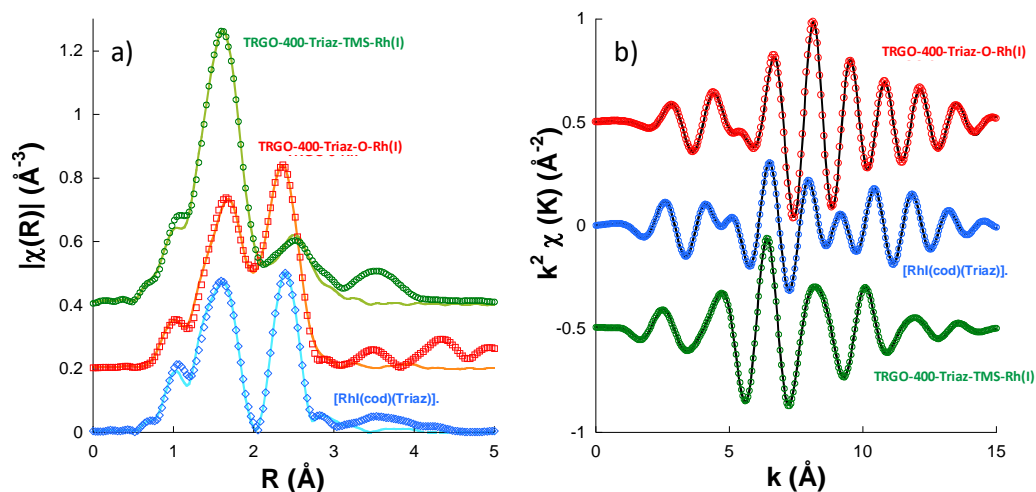 a)
TRGO-400-Triaz-TMS-Rh(I)
TRGO-400-Triaz-O-Rh(I)
[RhI(cod)(Triaz)].
|χ(R)| (Å⁻³)
1.2
1
0.8
0.6
0.4
0.2
0
0 1 2 3 4 5
R (Å)
b)
TRGO-400-Triaz-O-Rh(I)
[RhI(cod)(Triaz)].
TRGO-400-Triaz-TMS-Rh(I)
k² χ (K) (Å⁻²)
1
0.5
0
-0.5
-1
0 5 10 15
k (Å)